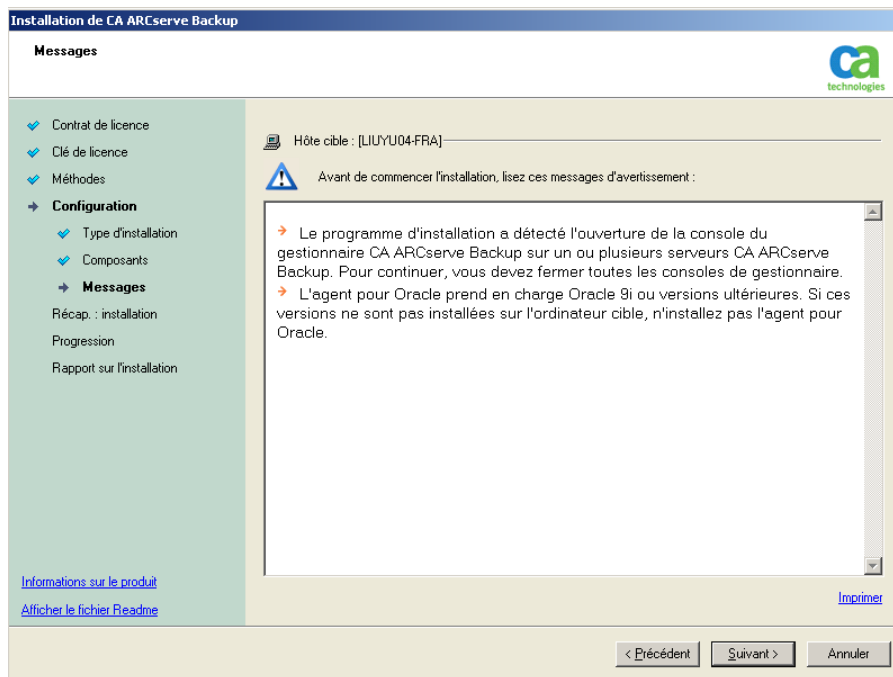 Installation de CA ARCserve Backup
Messages
ca
technologies
Contrat de licence
Clé de licence
Méthodes
Configuration
Type d'installation
Composants
Messages
Récap. : installation
Progression
Rapport sur l'installation
Informations sur le produit
Afficher le fichier Readme
Hôte cible : [LIUYU04-FRA]
Avant de commencer l'installation, lisez ces messages d'avertissement :
Le programme d'installation a détecté l'ouverture de la console du
gestionnaire CA ARCserve Backup sur un ou plusieurs serveurs CA ARCserve
Backup. Pour continuer, vous devez fermer toutes les consoles de gestionnaire.
L'agent pour Oracle prend en charge Oracle 9i ou versions ultérieures. Si ces
versions ne sont pas installées sur l'ordinateur cible, n'installez pas l'agent pour
Oracle.
Imprimer
< Précédent
Suivant >
Annuler